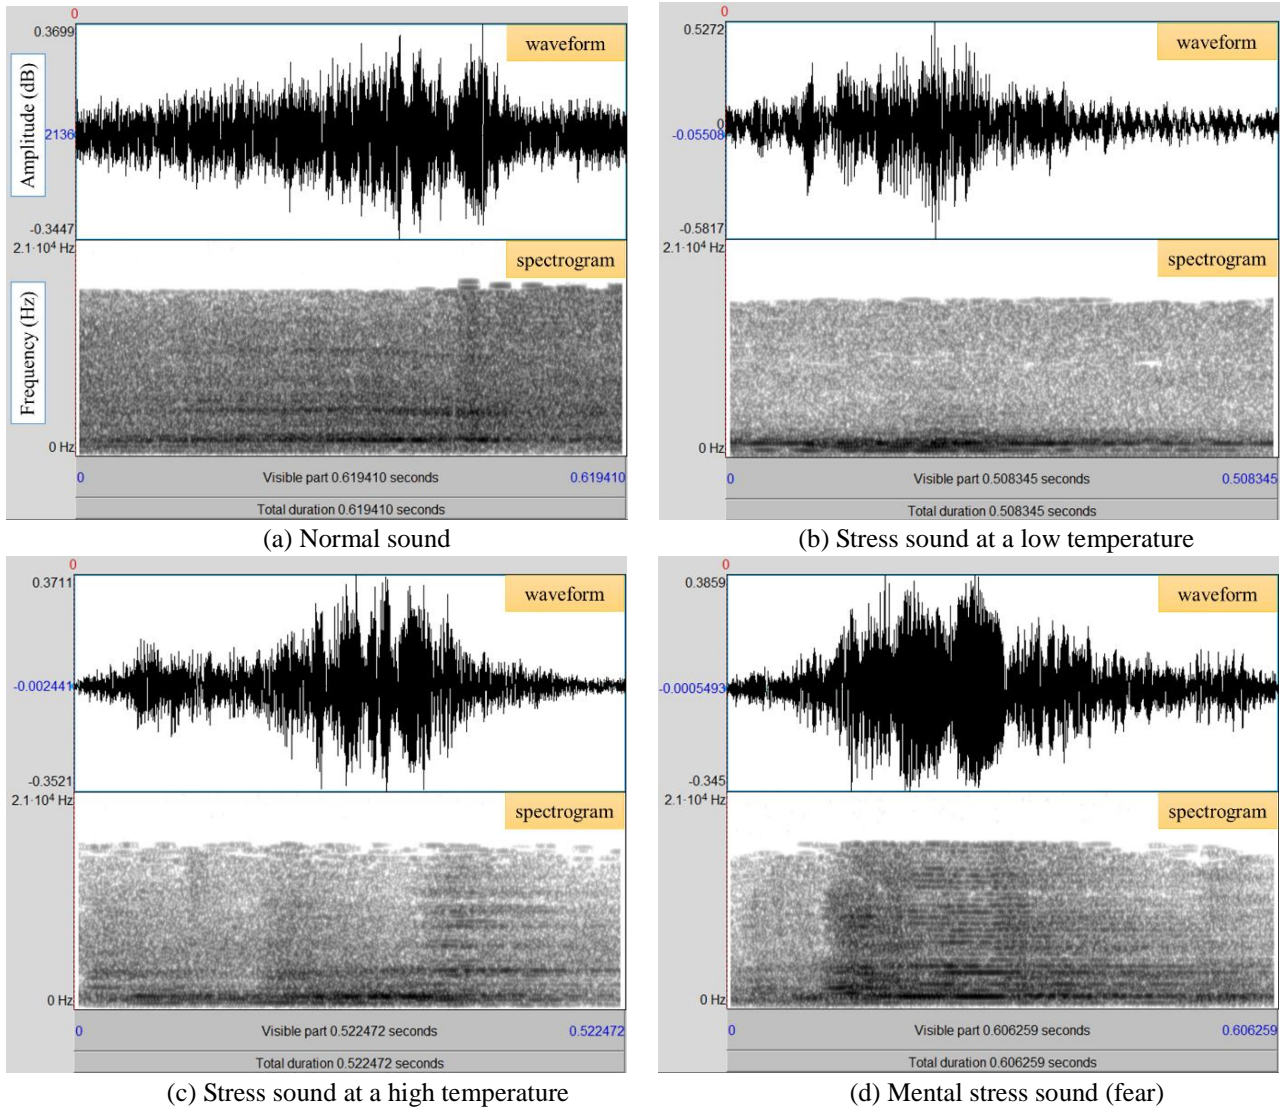 0
0.3699
waveform
Amplitude (dB)
2136
-0.3447
2.1·10⁴ Hz
spectrogram
Frequency (Hz)
0 Hz
0
Visible part 0.619410 seconds
0.619410
Total duration 0.619410 seconds
(a) Normal sound
0
0.5272
waveform
0
-0.05508
-0.5817
2.1·10⁴ Hz
spectrogram
0 Hz
0
Visible part 0.508345 seconds
0.508345
Total duration 0.508345 seconds
(b) Stress sound at a low temperature
0
0.3711
waveform
-0.002441
-0.3521
2.1·10⁴ Hz
spectrogram
0 Hz
0
Visible part 0.522472 seconds
0.522472
Total duration 0.522472 seconds
(c) Stress sound at a high temperature
0
0.3859
waveform
-0.0005493
-0.345
2.1·10⁴ Hz
spectrogram
0 Hz
0
Visible part 0.606259 seconds
0.606259
Total duration 0.606259 seconds
(d) Mental stress sound (fear)